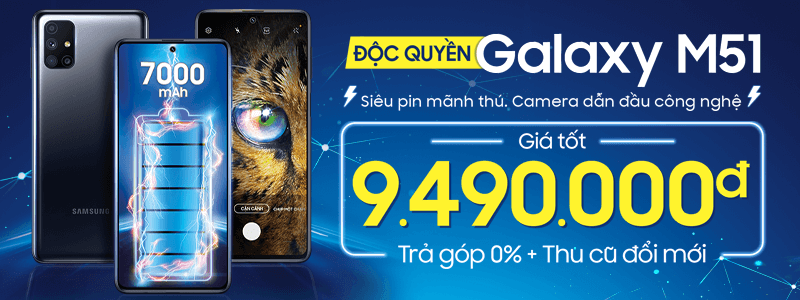 SAMSUNG
7000
mAh
CẬN CẢNH
ĐỘC QUYỀN Galaxy M51
Siêu pin mãnh thú. Camera dẫn đầu công nghệ
Giá tốt
9.490.000đ
Trả góp 0% + Thu cũ đổi mới